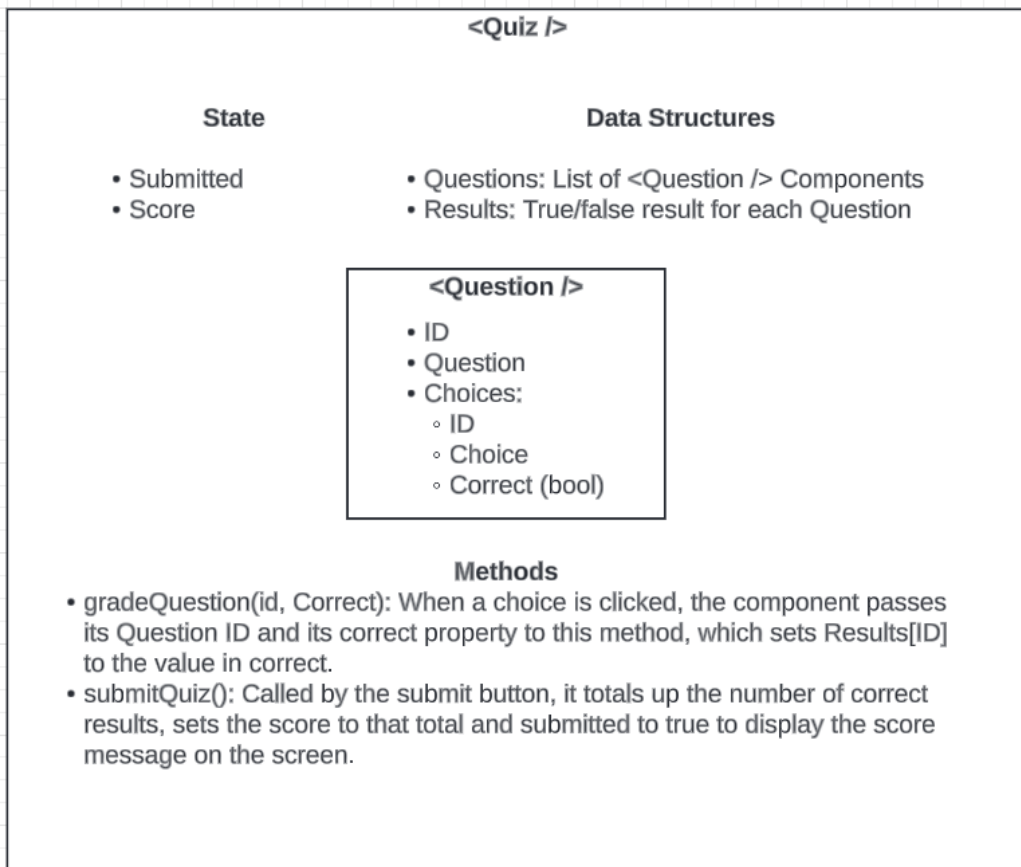 <Quiz />
State
Data Structures
• Submitted
• Score
• Questions: List of <Question /> Components
• Results: True/false result for each Question
<Question />
• ID
• Question
• Choices:
◦ ID
◦ Choice
◦ Correct (bool)
Methods
• gradeQuestion(id, Correct): When a choice is clicked, the component passes
its Question ID and its correct property to this method, which sets Results[ID]
to the value in correct.
• submitQuiz(): Called by the submit button, it totals up the number of correct
results, sets the score to that total and submitted to true to display the score
message on the screen.